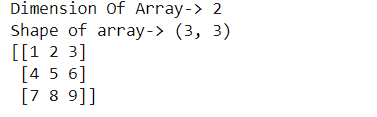 Dimension Of Array-> 2
Shape of array-> (3, 3)
[[1 2 3]
 [4 5 6]
 [7 8 9]]